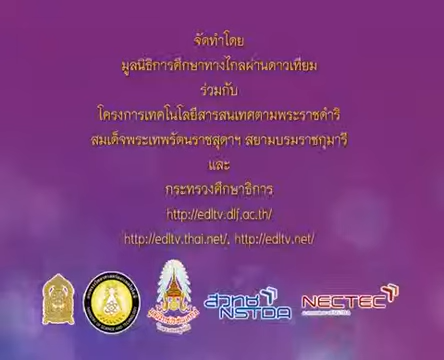 จัดทำโดย
มูลนิธิการศึกษาทางไกลผ่านดาวเทียม
ร่วมกับ
โครงการเทคโนโลยีสารสนเทศตามพระราชดำริ
สมเด็จพระเทพรัตนราชสุดาฯ สยามบรมราชกุมารี
และ
กระทรวงศึกษาธิการ
http://edltv.dlf.ac.th/
http://edltv.thai.net/, http://edltv.net/
สวทช
NSTDA
NECTEC